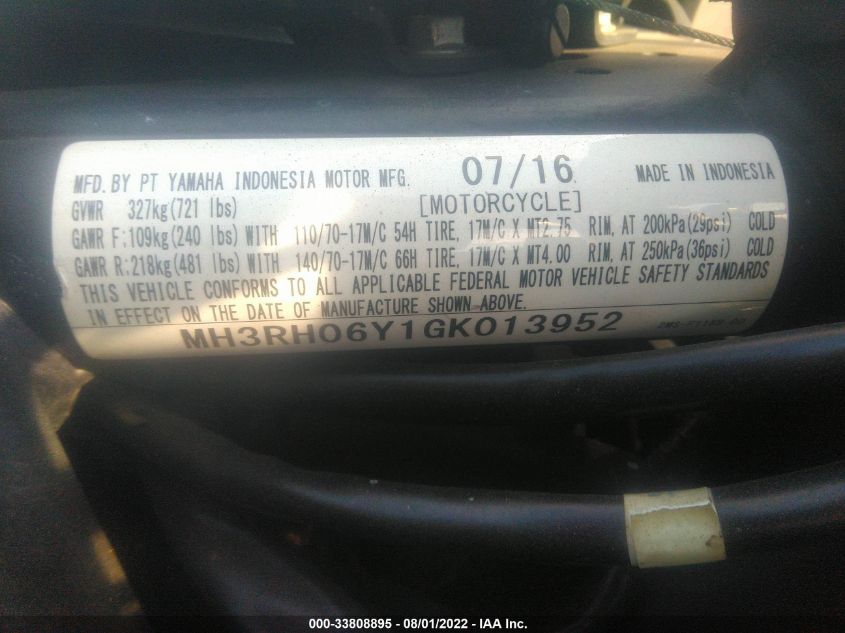 MFD. BY PT YAMAHA INDONESIA MOTOR MFG. 07/16 MADE IN INDONESIA
GVWR 327kg(721 lbs) [MOTORCYCLE]
GAWR F:109kg(240 lbs) WITH 110/70-17M/C 54H TIRE, 17M/C X MT2.75 RIM, AT 200kPa(29psi) COLD
GAWR R:218kg(481 lbs) WITH 140/70-17M/C 66H TIRE, 17M/C X MT4.00 RIM, AT 250kPa(36psi) COLD
THIS VEHICLE CONFORMS TO ALL APPLICABLE FEDERAL MOTOR VEHICLE SAFETY STANDARDS
IN EFFECT ON THE DATE OF MANUFACTURE SHOWN ABOVE.
MH3RH06Y1GK013952
000-33808895 - 08/01/2022 - IAA Inc.